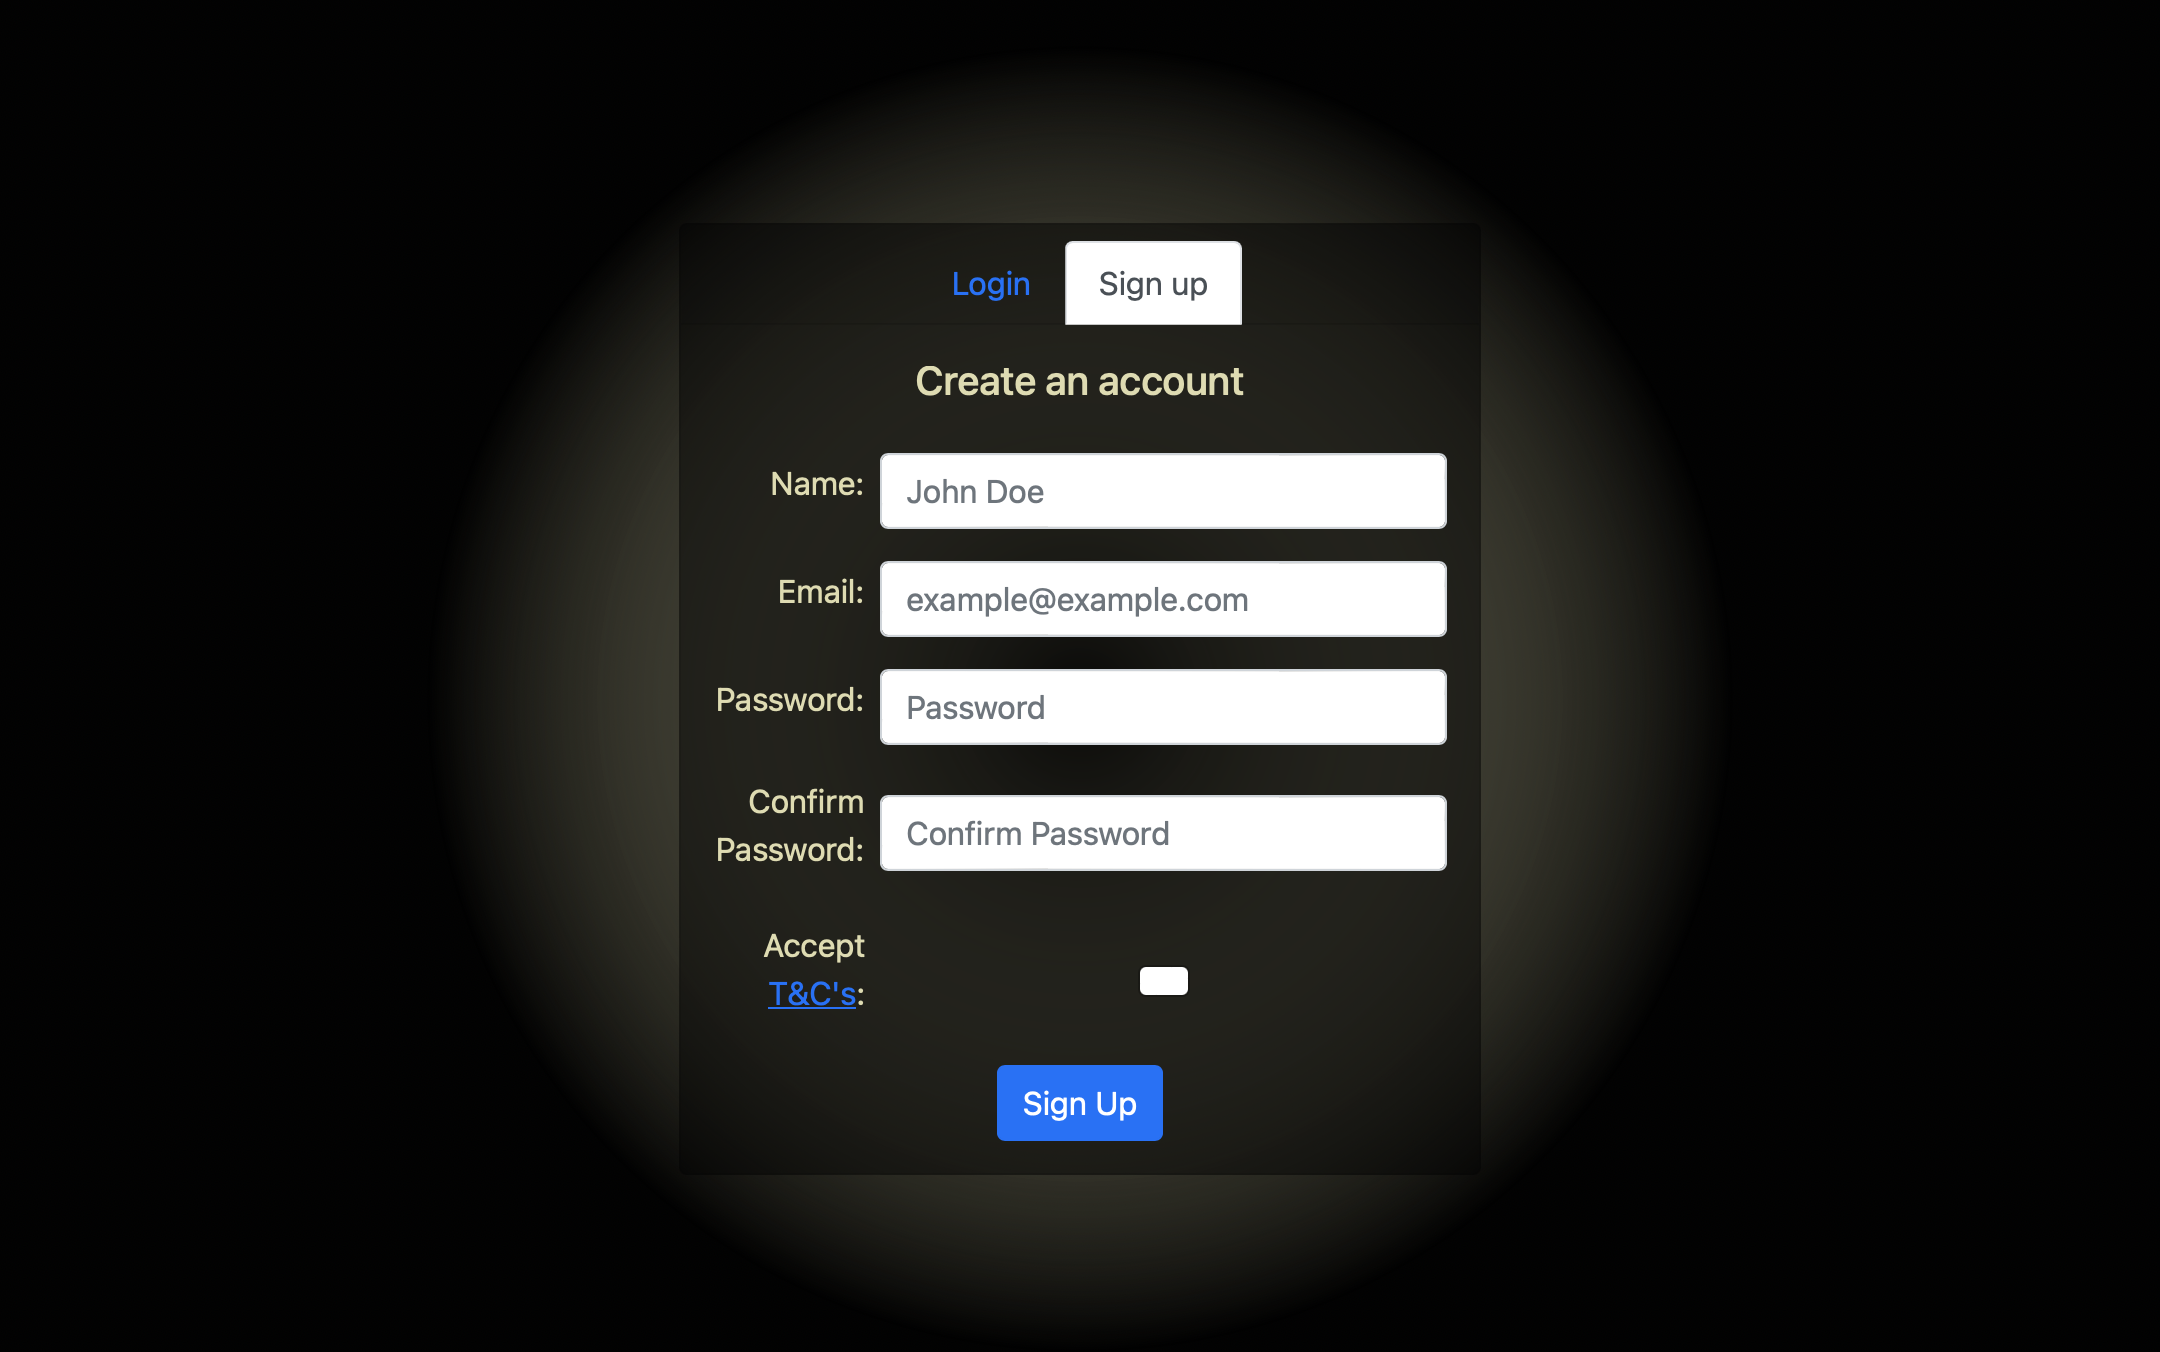 Login
Sign up
Create an account
Name:
John Doe
Email:
example@example.com
Password:
Password
Confirm
Password:
Confirm Password
Accept
T&C's:
Sign Up